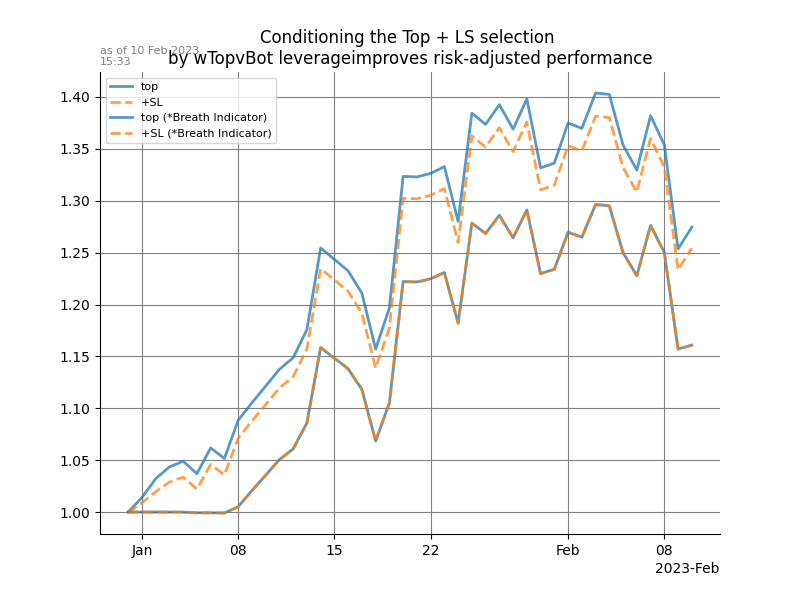 Conditioning the Top + LS selection
by wTopvBot leverageimproves risk-adjusted performance
as of 10 Feb 2023
15:33
top
+SL
top (*Breath Indicator)
+SL (*Breath Indicator)
1.40
1.35
1.30
1.25
1.20
1.15
1.10
1.05
1.00
Jan 08 15 22 Feb 08
2023-Feb